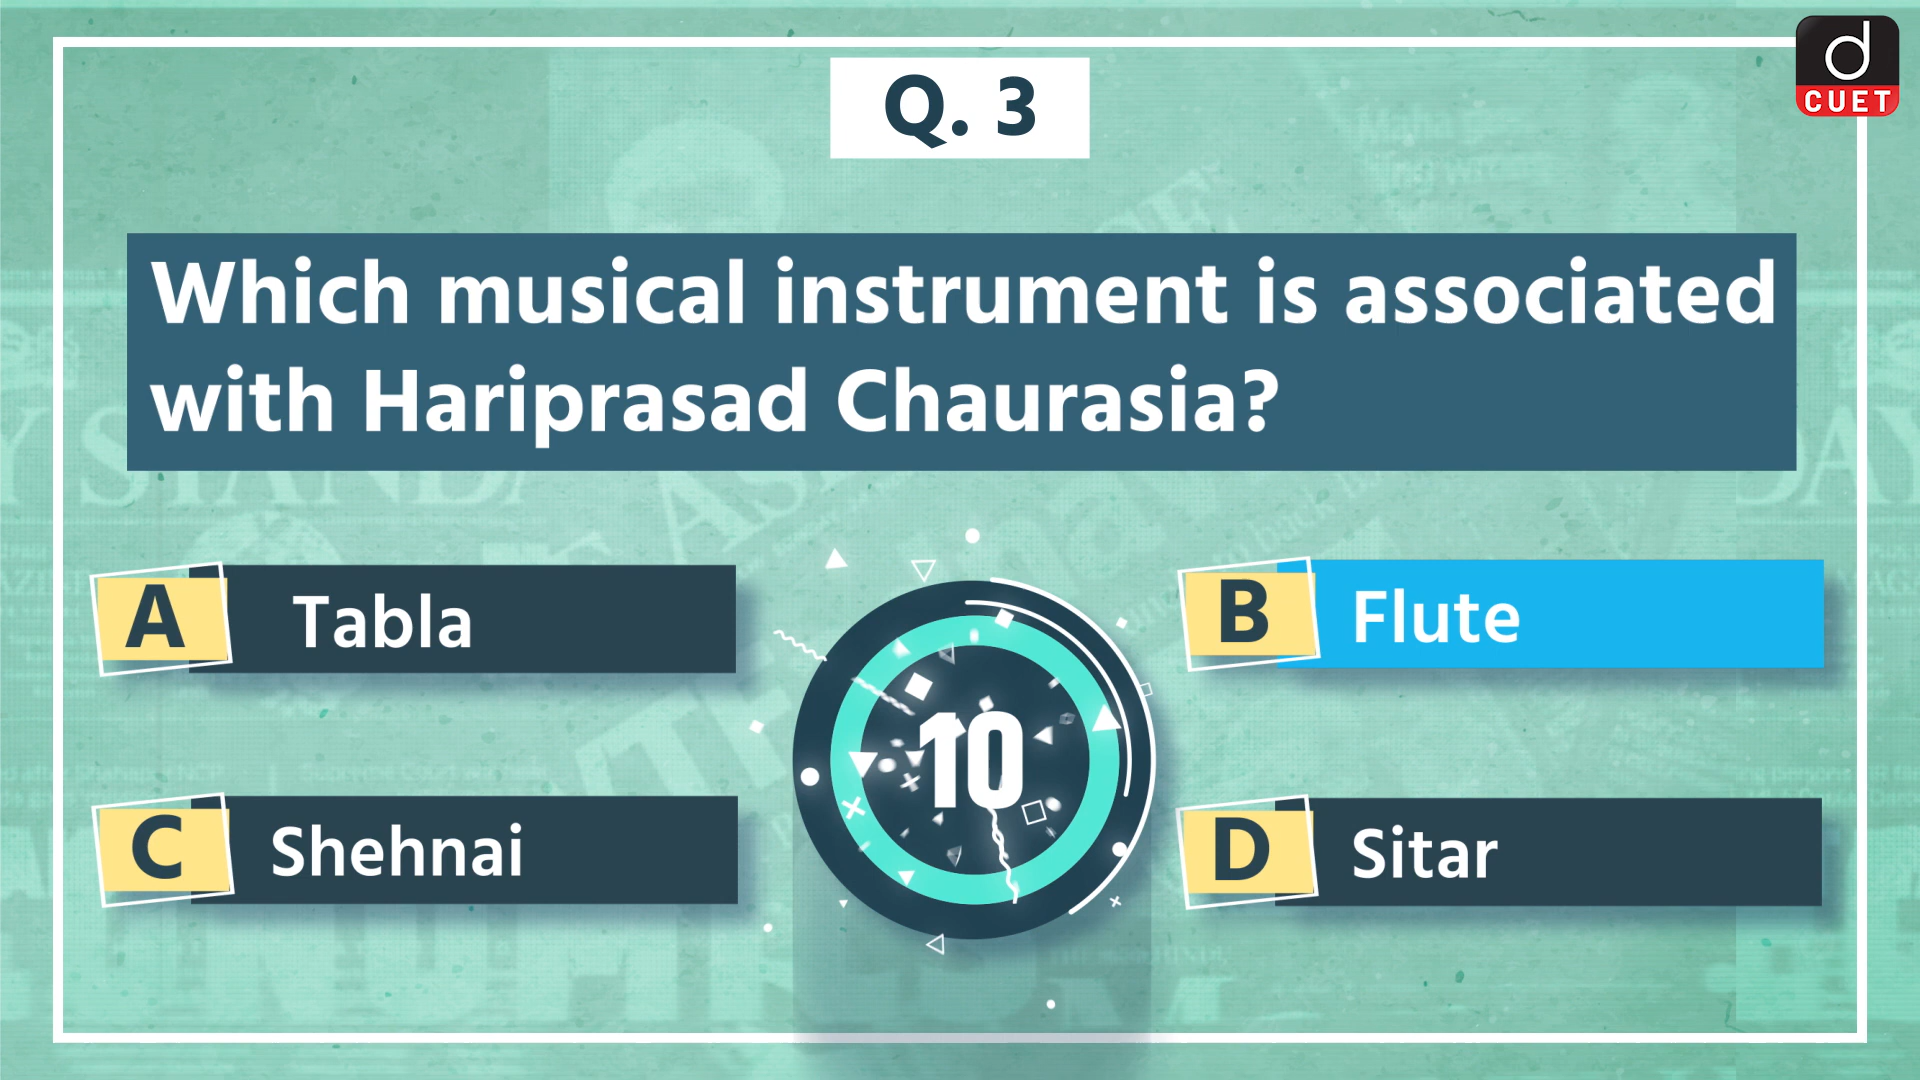 d
CUET
Q. 3
Which musical instrument is associated
with Hariprasad Chaurasia?
A Tabla
B Flute
10
C Shehnai
D Sitar